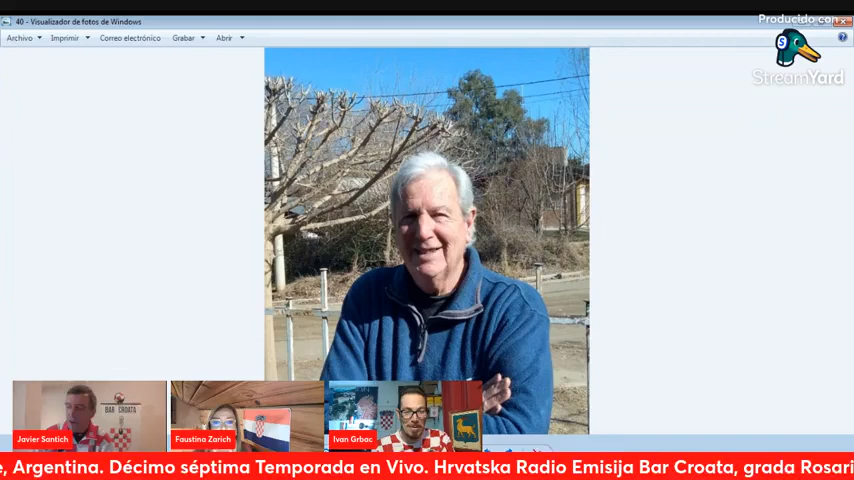 40 - Visualizador de fotos de Windows
Producido con
Archivo Imprimir Correo electrónico Grabar Abrir
S
StreamYard
BAR CROATA
Javier Santich
Faustina Zarich
Ivan Grbac
e, Argentina. Décimo séptima Temporada en Vivo. Hrvatska Radio Emisija Bar Croata, grada Rosari